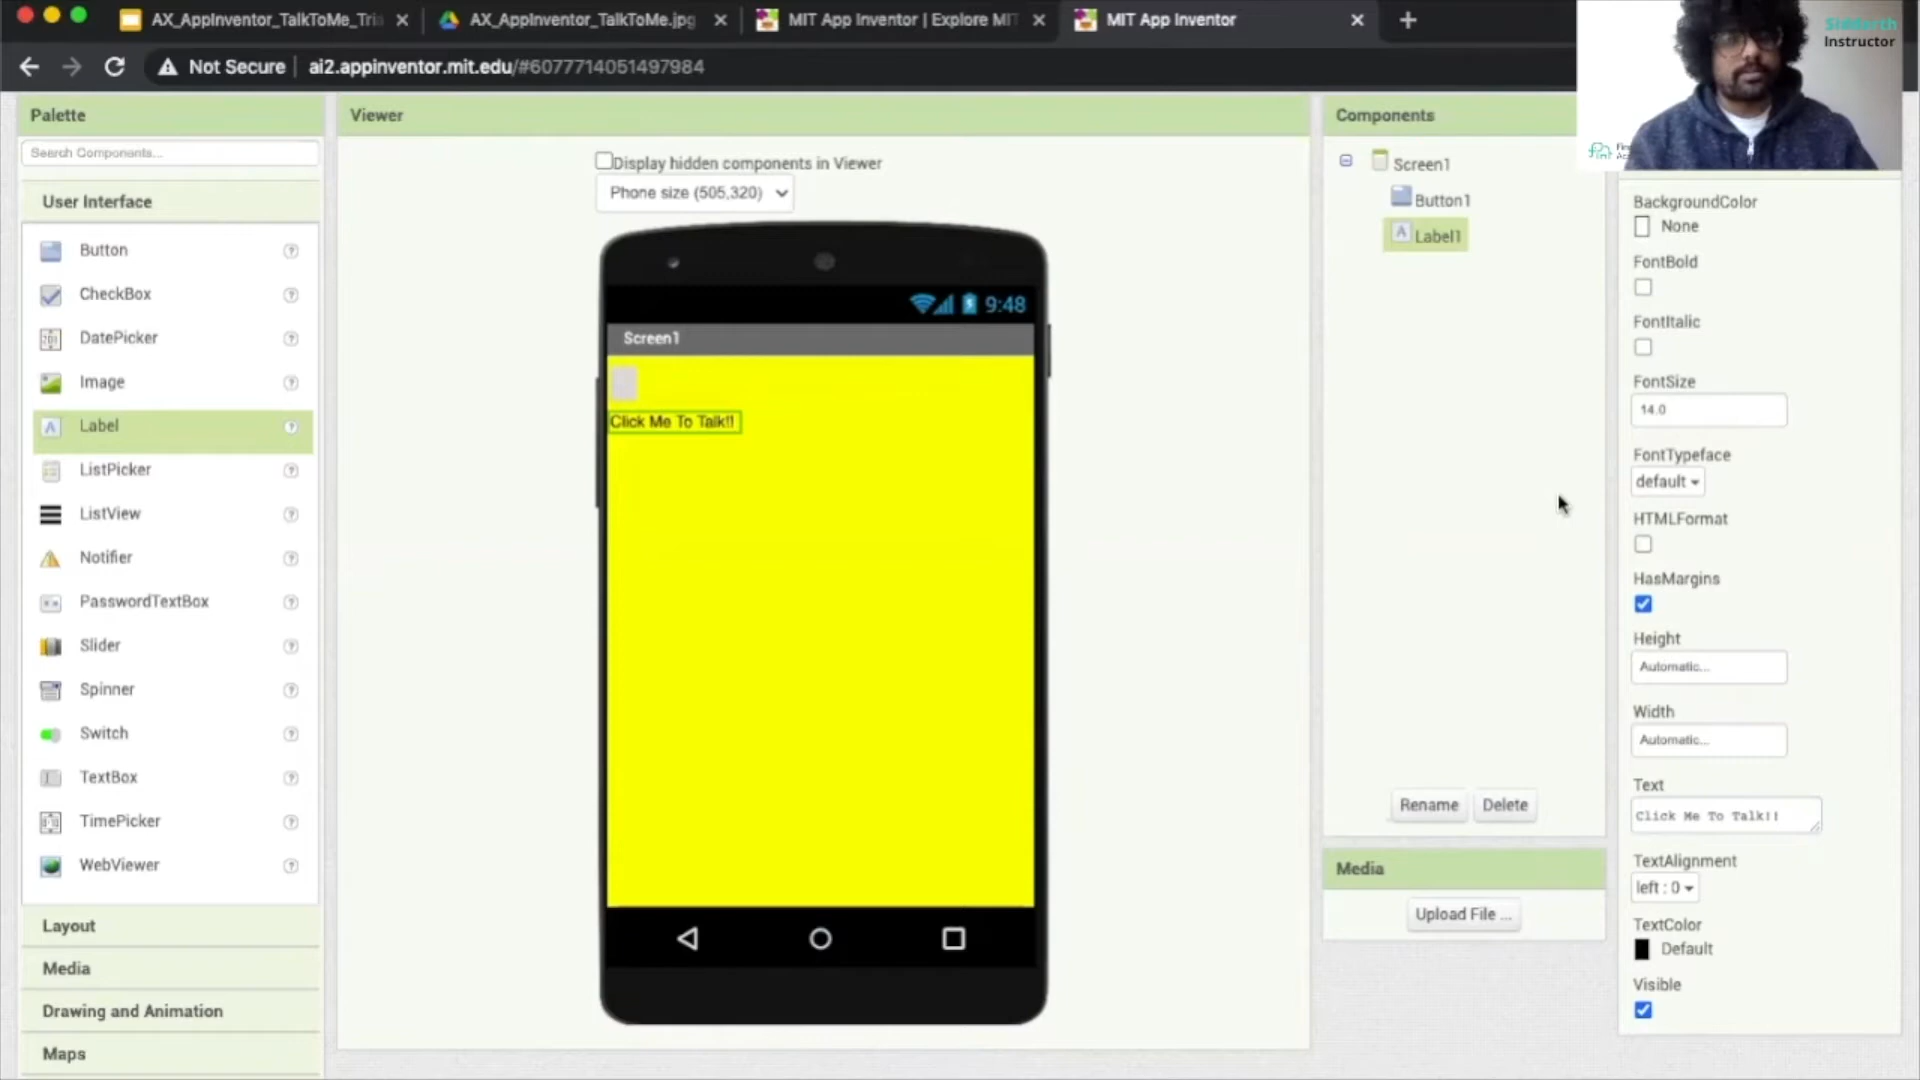 AX_AppInventor_TalkToMe_Tria
AX_AppInventor_TalkToMe.jpg
MIT App Inventor | Explore MIT
MIT App Inventor
Not Secure
ai2.appinventor.mit.edu/#6077714051497984
Siddarth
Instructor
Palette
Search Components...
User Interface
Button
CheckBox
DatePicker
Image
Label
ListPicker
ListView
Notifier
PasswordTextBox
Slider
Spinner
Switch
TextBox
TimePicker
WebViewer
Layout
Media
Drawing and Animation
Maps
Viewer
Display hidden components in Viewer
Phone size (505,320)
9:48
Screen1
Click Me To Talk!!
Components
Screen1
Button1
Label1
Rename
Delete
Media
Upload File ...
BackgroundColor
None
FontBold
FontItalic
FontSize
14.0
FontTypeface
default
HTMLFormat
HasMargins
Height
Automatic...
Width
Automatic...
Text
Click Me To Talk!!
TextAlignment
left : 0
TextColor
Default
Visible